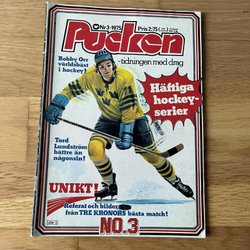 Nr 3-1975
Pris 2:75
Pucken
-tidningen med drag
Bobby Orr
världsbäst
i hockey!
Häftiga
hockey-
serier
Tord
Lundström
bättre än
någonsin!
UNIKT!
Referat och bilder
från TRE KRONORS bästa match!
NO.3